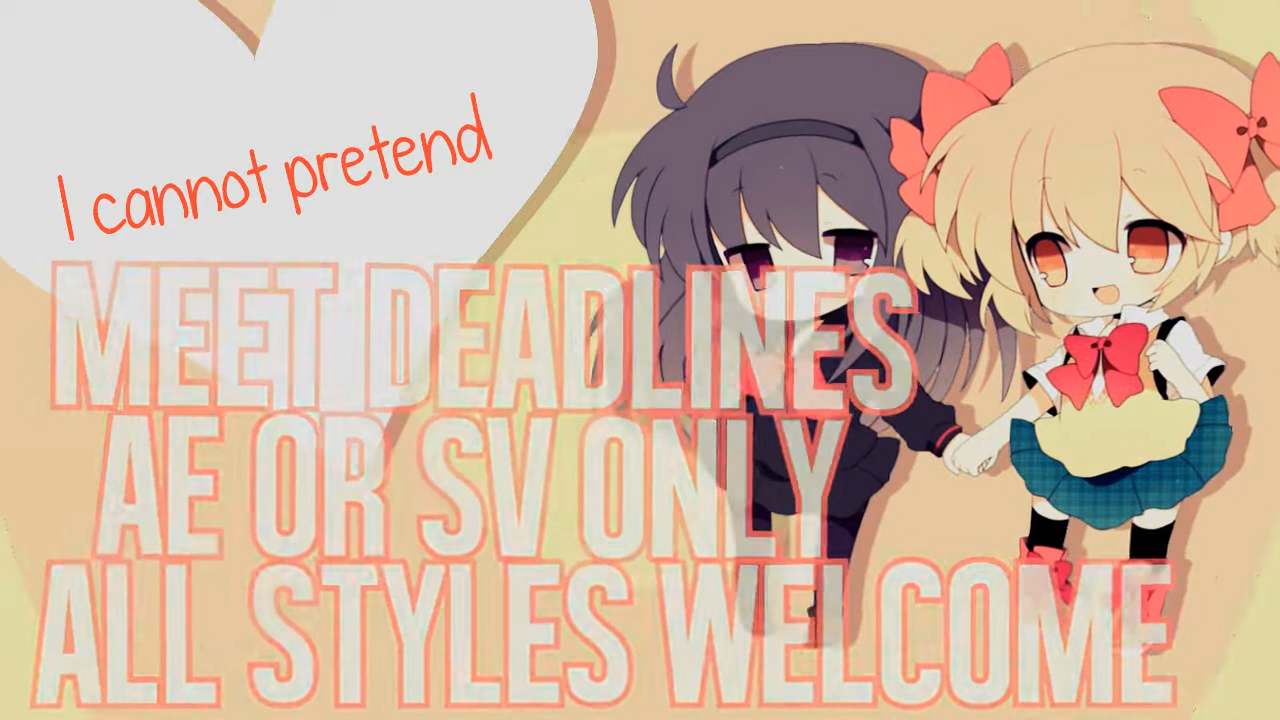 I cannot pretend
MEET DEADLINES
AE OR SV ONLY
ALL STYLES WELCOME